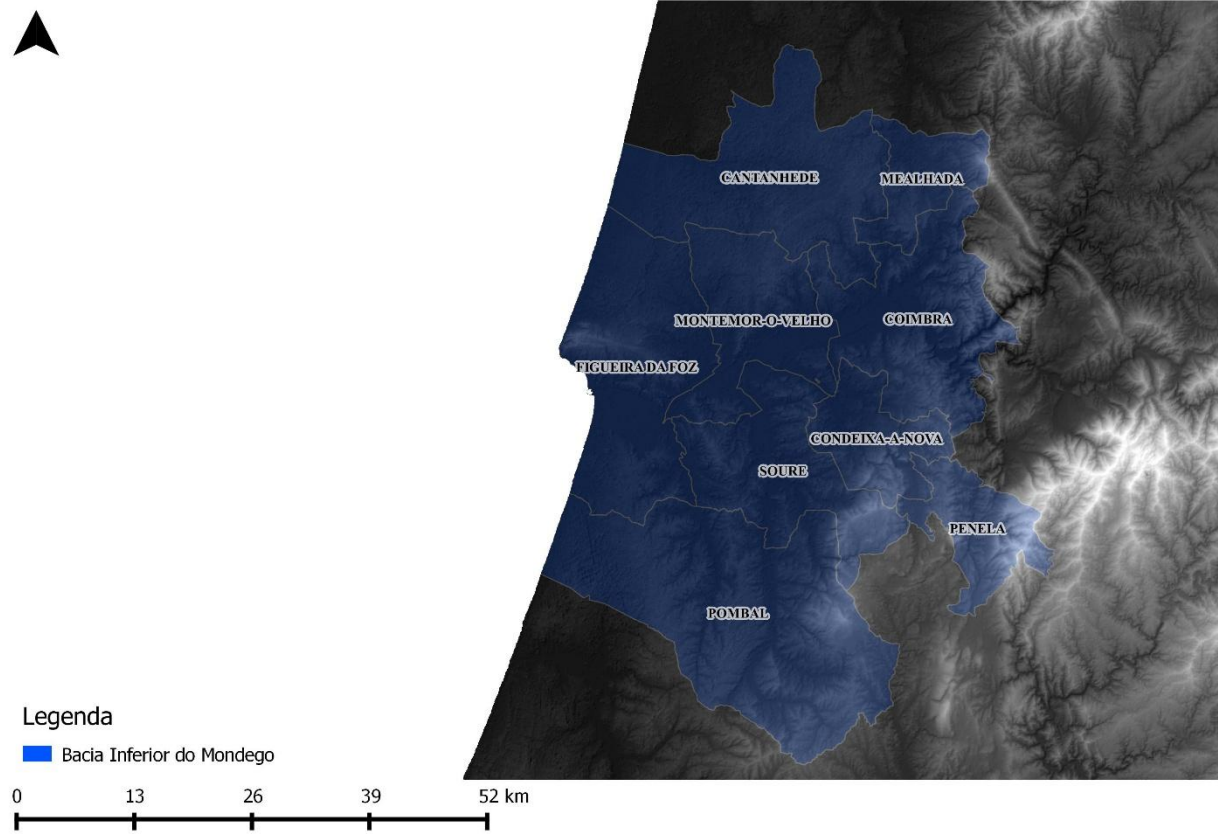 CANTANHEDE
MEALHADA
MONTEMOR-O-VELHO
COIMBRA
FIGUEIRA DA FOZ
CONDEIXA-A-NOVA
SOURE
PENELA
POMBAL
Legenda
Bacia Inferior do Mondego
0 13 26 39 52 km